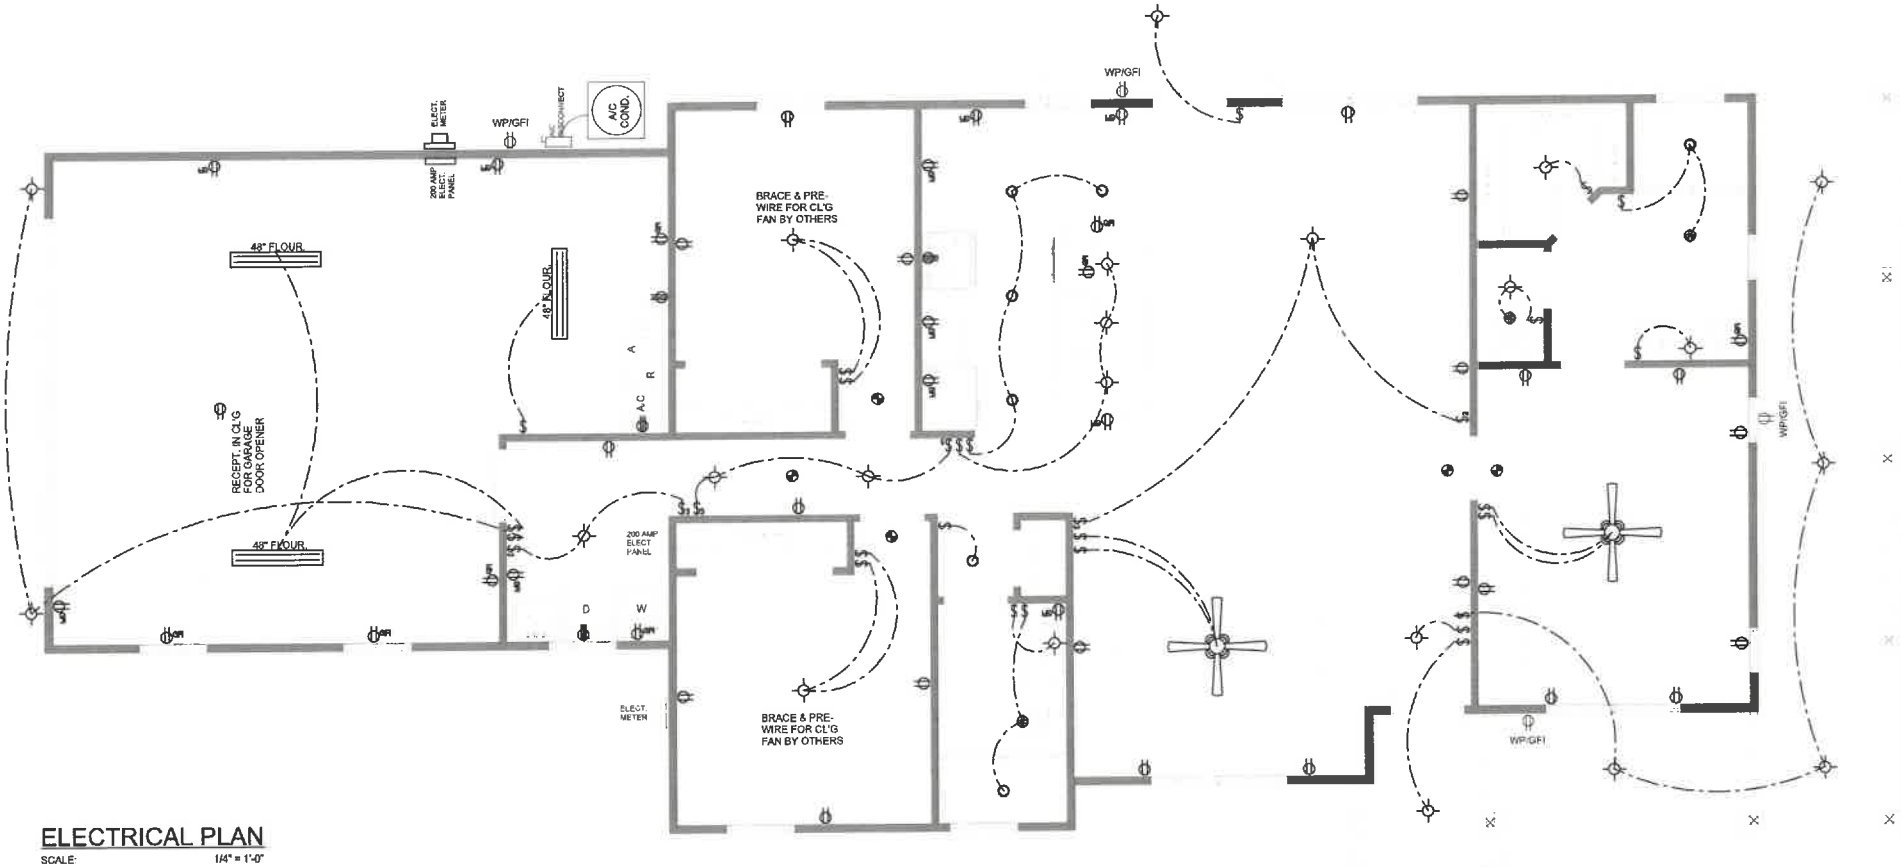 WP/GFI
ELECT.
METER
WP/GFI
A/C
DISCONNECT
A/C
COND.
200 AMP
ELECT.
PANEL
BRACE & PRE-
WIRE FOR CL'G
FAN BY OTHERS
GFI
GFI
48" FLOUR.
48" FLOUR.
A
R
A/C
RECEPT. IN CL'G
FOR GARAGE
DOOR OPENER
WP/GFI
200 AMP
ELECT
PANEL
48" FLOUR.
D
W
GFI
GFI
GFI
ELECT.
METER
BRACE & PRE-
WIRE FOR CL'G
FAN BY OTHERS
WP/GFI
ELECTRICAL PLAN
SCALE: 1/4" = 1'-0"